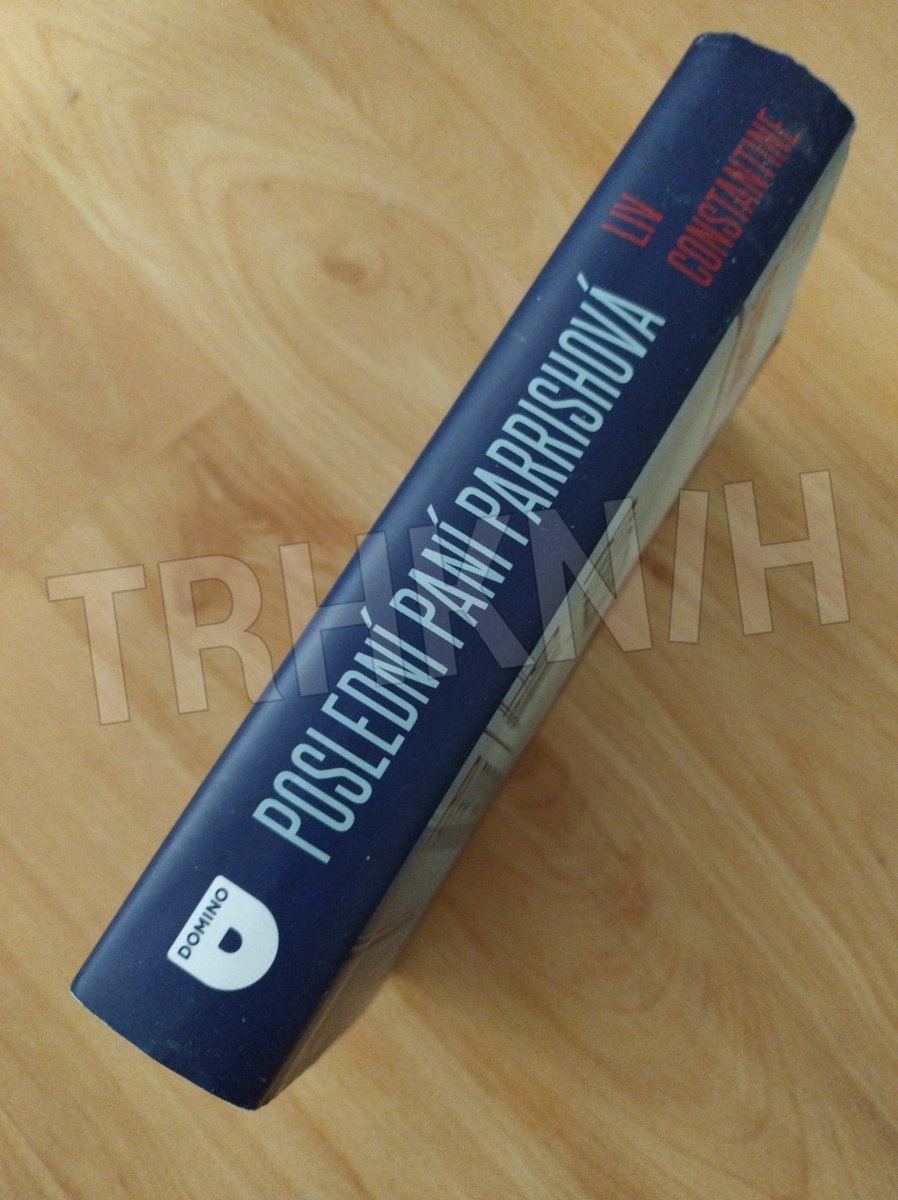 LIV
CONSTANTINE
POSLEDNÍ PANÍ PARRISHOVÁ
DOMINO
TRHKNIH